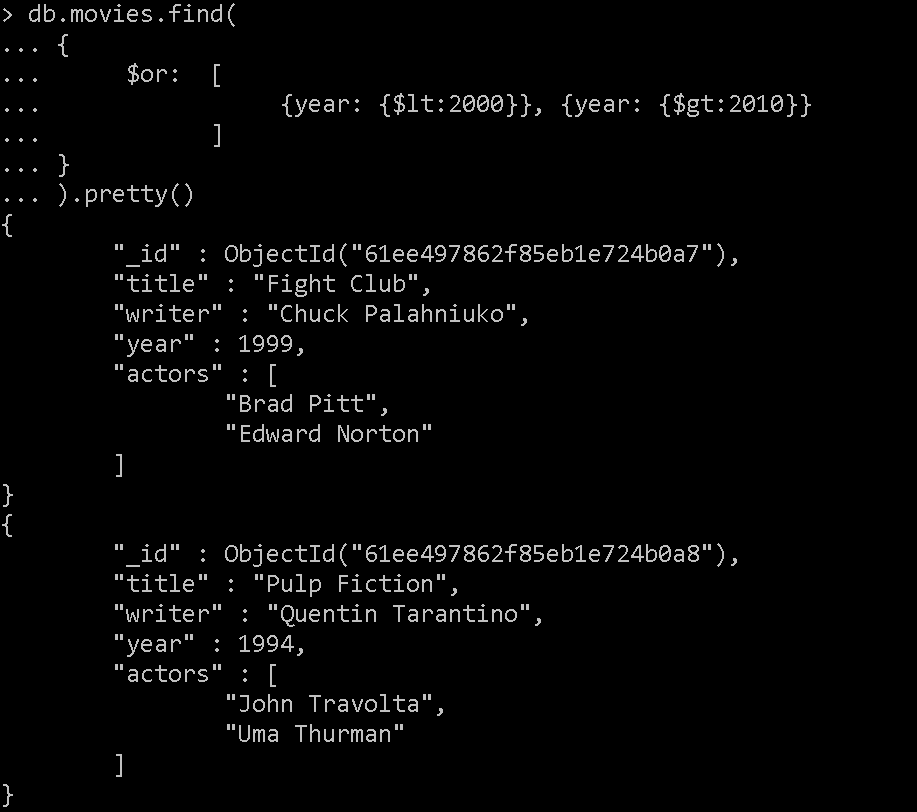 > db.movies.find(
... {
...      $or:  [
...                 {year: {$lt:2000}}, {year: {$gt:2010}}
...            ]
... }
... ).pretty()
{
        "_id" : ObjectId("61ee497862f85eb1e724b0a7"),
        "title" : "Fight Club",
        "writer" : "Chuck Palahniuko",
        "year" : 1999,
        "actors" : [
                "Brad Pitt",
                "Edward Norton"
        ]
}
{
        "_id" : ObjectId("61ee497862f85eb1e724b0a8"),
        "title" : "Pulp Fiction",
        "writer" : "Quentin Tarantino",
        "year" : 1994,
        "actors" : [
                "John Travolta",
                "Uma Thurman"
        ]
}